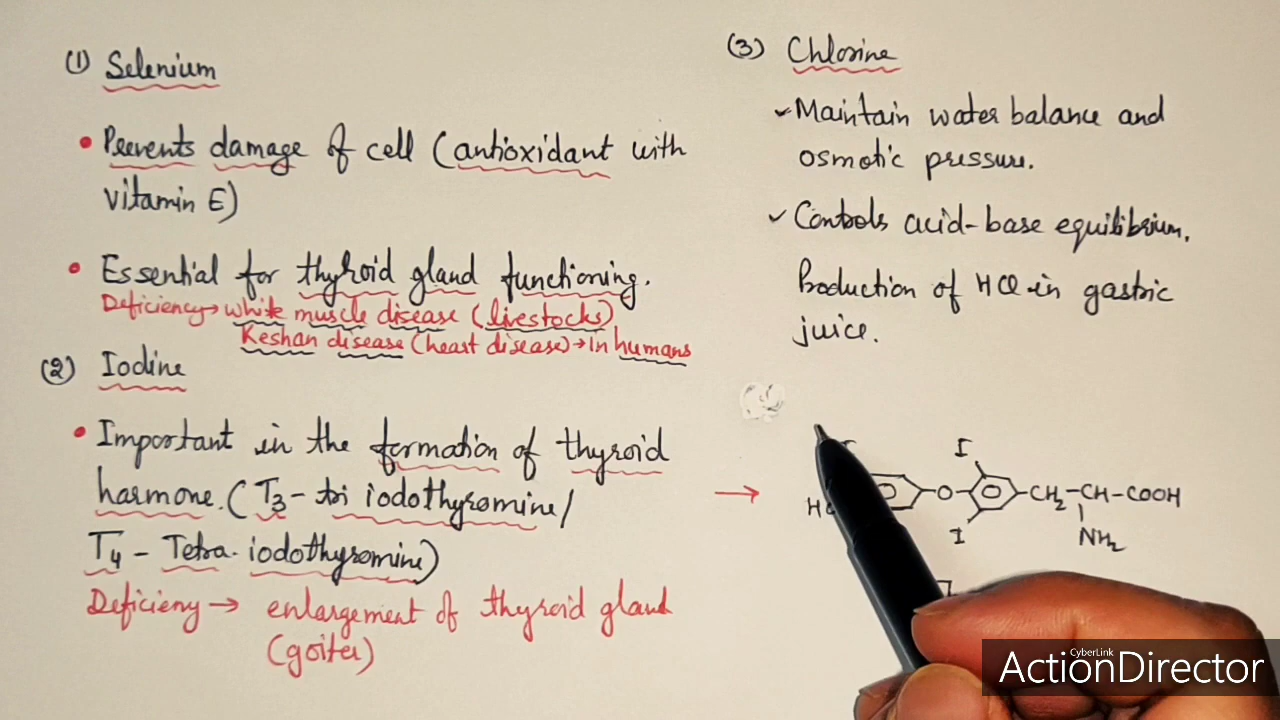 (1) Selenium
• Prevents damage of cell (antioxidant with
vitamin E)
• Essential for thyroid gland functioning.
Deficiency→ white muscle disease (livestocks)
Keshan disease (heart disease)→ In humans
(2) Iodine
• Important in the formation of thyroid
harmone. (T3 - tri iodothyromine/
T4 - Tetra-iodothyromine)
Deficieny → enlargement of thyroid gland
(goiter)
(3) Chlorine
✓ Maintain water balance and
osmotic pressure.
✓ Controls acid-base equilibrium.
Production of HCl in gastric
juice.
→
I
O
CH2-CH-COOH
I
NH2
CyberLink
ActionDirector